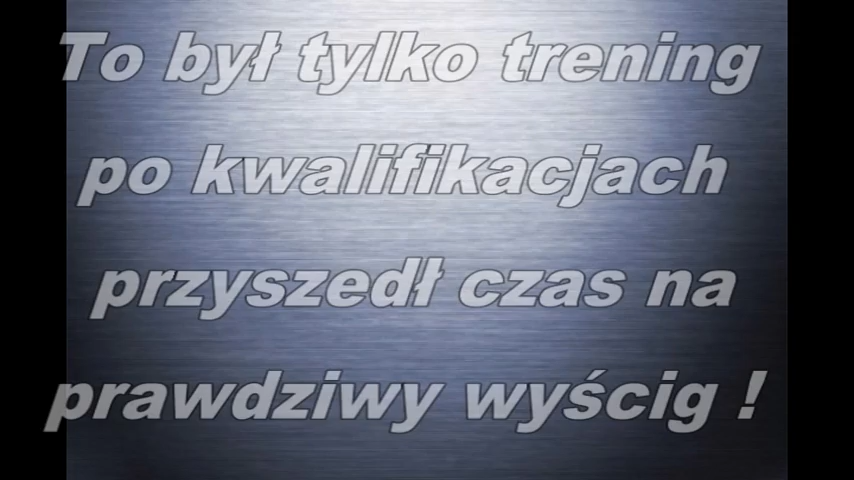 To był tylko trening
po kwalifikacjach
przyszedł czas na
prawdziwy wyścig !